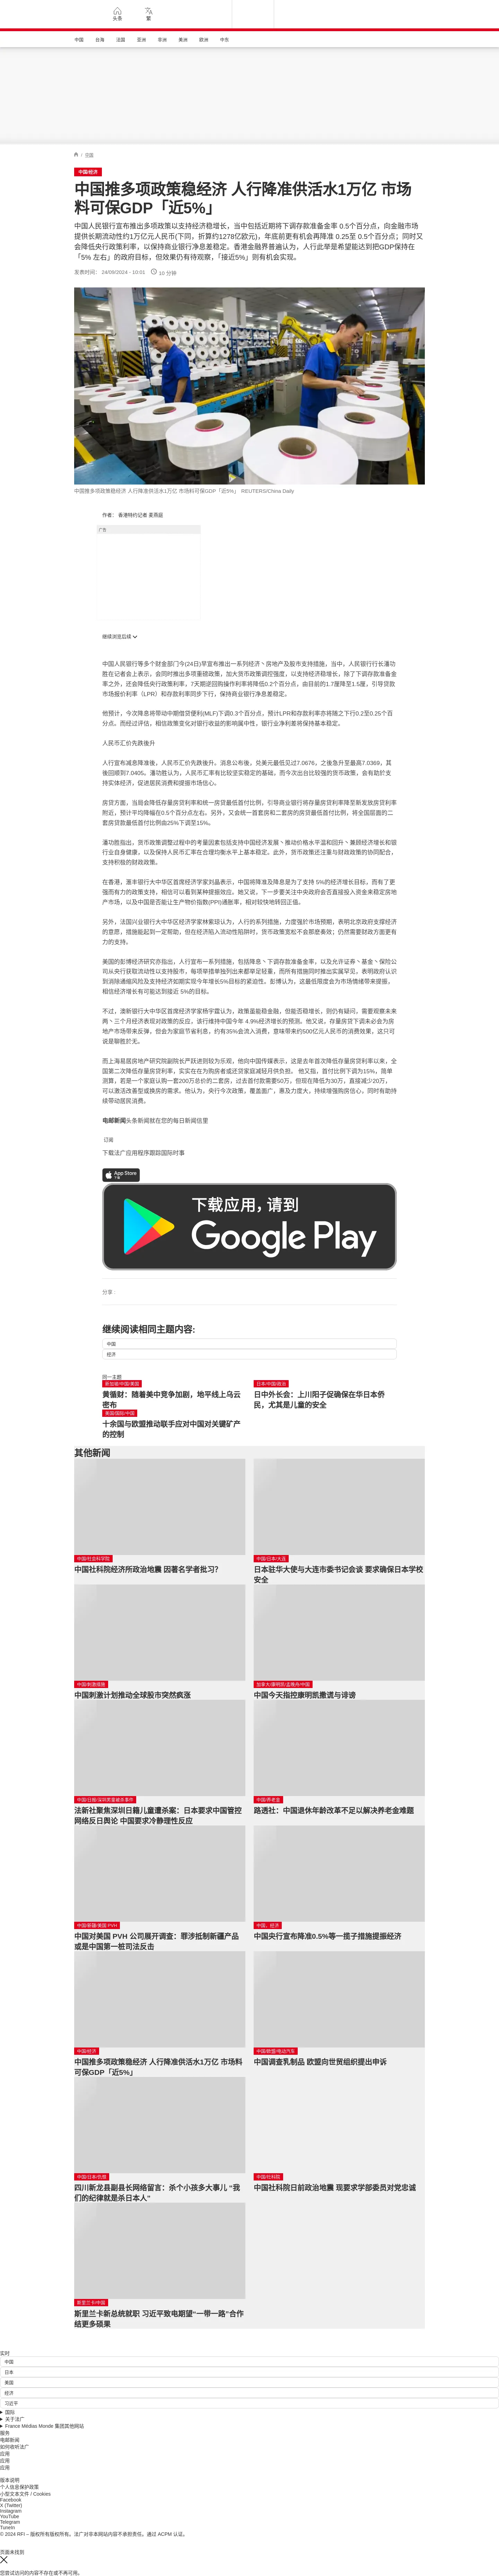 头条
繁
中国
台海
法国
亚洲
非洲
美洲
欧洲
中东
/ 中国
中国/经济
中国推多项政策稳经济 人行降准供活水1万亿 市场
料可保GDP「近5%」
中国人民银行宣布多项政策以支持经济稳增长，当中包括近期将下调存款准备金率 0.5个百分点，向金融市场
提供长期流动性约1万亿元人民币(下同，折算约1278亿欧元)，年底前更有机会再降准 0.25至 0.5个百分点；同时又
会降低央行政策利率，以保持商业银行净息差稳定。香港金融界普遍认为，人行此举是希望能达到把GDP保持在
「5% 左右」的政府目标，但效果仍有待观察，「接近5%」则有机会实现。
发表时间： 24/09/2024 - 10:01 10 分钟
中国推多项政策稳经济 人行降准供活水1万亿 市场料可保GDP「近5%」 REUTERS/China Daily
作者： 香港特约记者 麦燕庭
广告
继续浏览后续
中国人民银行等多个财金部门今(24日)早宣布推出一系列经济丶房地产及股市支持措施，当中，人民银行行长潘功
胜在记者会上表示，会同时推出多项重磅政策，加大货币政策调控强度，以支持经济稳增长，除了下调存款准备金
率之外，还会降低央行政策利率，7天期逆回购操作利率将降低0.2个百分点，由目前的1.7厘降至1.5厘，引导贷款
市场报价利率（LPR）和存款利率同步下行，保持商业银行净息差稳定。
他预计，今次降息将带动中期借贷便利(MLF)下调0.3个百分点，预计LPR和存款利率亦将随之下行0.2至0.25个百
分点。而经过评估，相信政策变化对银行收益的影响属中性，银行业净利差将保持基本稳定。
人民币汇价先跌後升
人行宣布减息降准後，人民币汇价先跌後升。消息公布後，兑美元最低见过7.0676，之後急升至最高7.0369，其
後回顺到7.0405。潘功胜认为，人民币汇率有比较坚实稳定的基础，而今次出台比较强的货币政策，会有助於支
持实体经济，促进居民消费和提振市场信心。
房贷方面，当局会降低存量房贷利率和统一房贷最低首付比例，引导商业银行将存量房贷利率降至新发放房贷利率
附近，预计平均降幅在0.5个百分点左右。另外，又会统一首套房和二套房的房贷最低首付比例，将全国层面的二
套房贷款最低首付比例由25%下调至15%。
潘功胜指出，货币政策调整过程中的考量因素包括支持中国经济发展丶推动价格水平温和回升丶兼顾经济增长和银
行业自身健康，以及保持人民币汇率在合理均衡水平上基本稳定。此外，货币政策还注重与财政政策的协同配合，
支持积极的财政政策。
在香港，滙丰银行大中华区首席经济学家刘晶表示，中国将降准及降息是为了支持 5%的经济增长目标，而有了更
强而有力的政策支持，相信可以看到某种提振效应。她又说，下一步要关注中央政府会否直接投入资金来稳定房地
产市场，以及中国是否能让生产物价指数(PPI)通胀率，相对较快地转回正值。
另外，法国兴业银行大中华区经济学家林紫琼认为，人行的系列措施，力度强於市场预期，表明北京政府支撑经济
的意愿，措施能起到一定帮助，但在经济陷入流动性陷阱时，货币政策宽松不会那麽奏效；仍然需要财政方面更有
力的支持。
美国的彭博经济研究亦指出，人行宣布一系列措施，包括降息丶下调存款准备金率，以及允许证券丶基金丶保险公
司从央行获取流动性以支持股市，每项举措单独列出来都举足轻重，而所有措施同时推出实属罕见，表明政府认识
到消除通缩风险及支持经济如期实现今年增长5%目标的紧迫性。彭博认为，这最低限度会为市场情绪带来提振，
相信经济增长有可能达到接近 5%的目标。
不过，澳新银行大中华区首席经济学家杨宇霆认为，政策虽能稳金融，但能否稳增长，则仍有疑问，需要观察未来
两丶三个月经济表现对政策的反应，该行维持中国今年 4.9%经济增长的预测。他又说，存量房贷下调未必会为房
地产市场带来反弹，但会为家庭节省利息，约有35%会流入消费，意味带来约500亿元人民币的消费效果，这只可
说是聊胜於无。
而上海易居房地产研究院副院长严跃进则较为乐观，他向中国传媒表示，这是去年首次降低存量房贷利率以来，全
国第二次降低存量房贷利率，实实在在为购房者或还贷家庭减轻月供负担。 他又指，首付比例下调为15%，简单
测算，若是一个家庭认购一套200万总价的二套房，过去首付款需要50万，但现在降低为30万，直接减少20万，
可以激活改善型或换房的需求。他认为，央行今次政策，覆盖面广，惠及力度大，持续增强购房信心，同时有助持
续带动居民消费。
电邮新闻头条新闻就在您的每日新闻信里
订阅
下载法广应用程序跟踪国际时事
App Store
下载应用，请到
Google Play
分享 :
继续阅读相同主题内容:
中国
经济
同一主题
新加坡/中国/美国
黄循财：随着美中竞争加剧，地平线上乌云
密布
日本/中国/政治
日中外长会：上川阳子促确保在华日本侨
民，尤其是儿童的安全
美国/国际/中国
十余国与欧盟推动联手应对中国对关键矿产
的控制
其他新闻
中国/社会科学院
中国社科院经济所政治地震 因著名学者批习？
中国/日本/大连
日本驻华大使与大连市委书记会谈 要求确保日本学校
安全
中国/刺激措施
中国刺激计划推动全球股市突然疯涨
加拿大/康明凯/孟晚舟/中国
中国今天指控康明凯撒谎与诽谤
中国/日报/深圳男童被杀事件
法新社聚焦深圳日籍儿童遭杀案：日本要求中国管控
网络反日舆论 中国要求冷静理性反应
中国/养老金
路透社：中国退休年龄改革不足以解决养老金难题
中国/新疆/美国 PVH
中国对美国 PVH 公司展开调查：罪涉抵制新疆产品
或是中国第一桩司法反击
中国，经济
中国央行宣布降准0.5%等一揽子措施提振经济
中国/经济
中国推多项政策稳经济 人行降准供活水1万亿 市场料
可保GDP「近5%」
中国/欧盟/电动汽车
中国调查乳制品 欧盟向世贸组织提出申诉
中国/日本/仇恨
四川新龙县副县长网络留言：杀个小孩多大事儿 “我
们的纪律就是杀日本人”
中国/社科院
中国社科院日前政治地震 现要求学部委员对党忠诚
斯里兰卡/中国
斯里兰卡新总统就职 习近平致电期望“一带一路”合作
结更多硕果
实时
中国
日本
美国
经济
习近平
国际
关于法广
France Médias Monde 集团其他网站
服务
电邮新闻
如何收听法广
应用
应用
应用
版本说明
个人信息保护政策
小型文本文件 / Cookies
Facebook
X (Twitter)
Instagram
YouTube
Telegram
TuneIn
© 2024 RFI – 版权所有版权所有。法广对非本网站内容不承担责任。通过 ACPM 认证。
页面未找到
您尝试访问的内容不存在或不再可用。